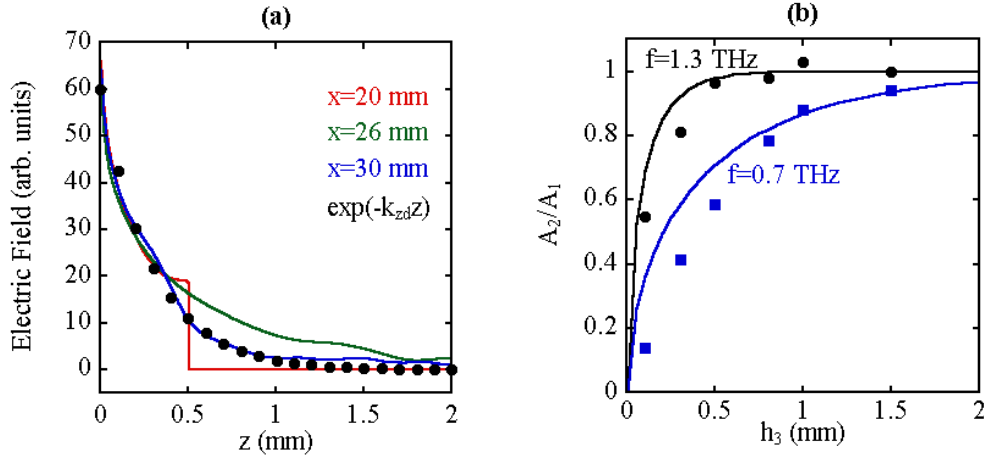 (a)
70
60
50
40
30
20
10
0
Electric Field (arb. units)
x=20 mm
x=26 mm
x=30 mm
exp(-k_zd z)
0
0.5
1
1.5
2
z (mm)
(b)
1
0.8
0.6
0.4
0.2
0
A₂/A₁
f=1.3 THz
f=0.7 THz
0
0.5
1
1.5
2
h₃ (mm)